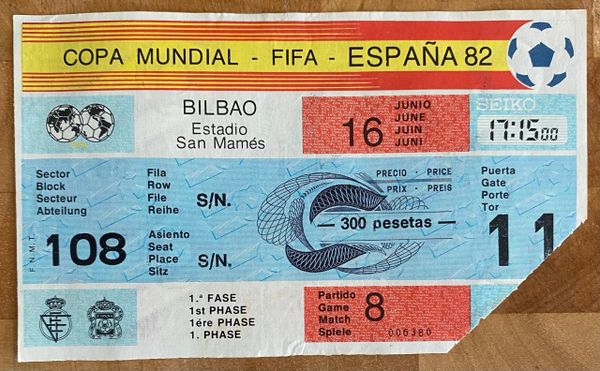 COPA MUNDIAL - FIFA - ESPAÑA 82
BILBAO
Estadio
San Mamés
16
JUNIO
JUNE
JUIN
JUNI
SEIKO
17:15 00
Sector
Block
Secteur
Abteilung
108
Fila
Row
File
Reihe
S/N.
Asiento
Seat
Place
Sitz
S/N.
PRECIO - PRICE
PRIX - PREIS
300 pesetas
Puerta
Gate
Porte
Tor
11
F.N.M.T.
1.ª FASE
1st PHASE
1ére PHASE
1. PHASE
Partido
Game
Match
Spiele
8
006380